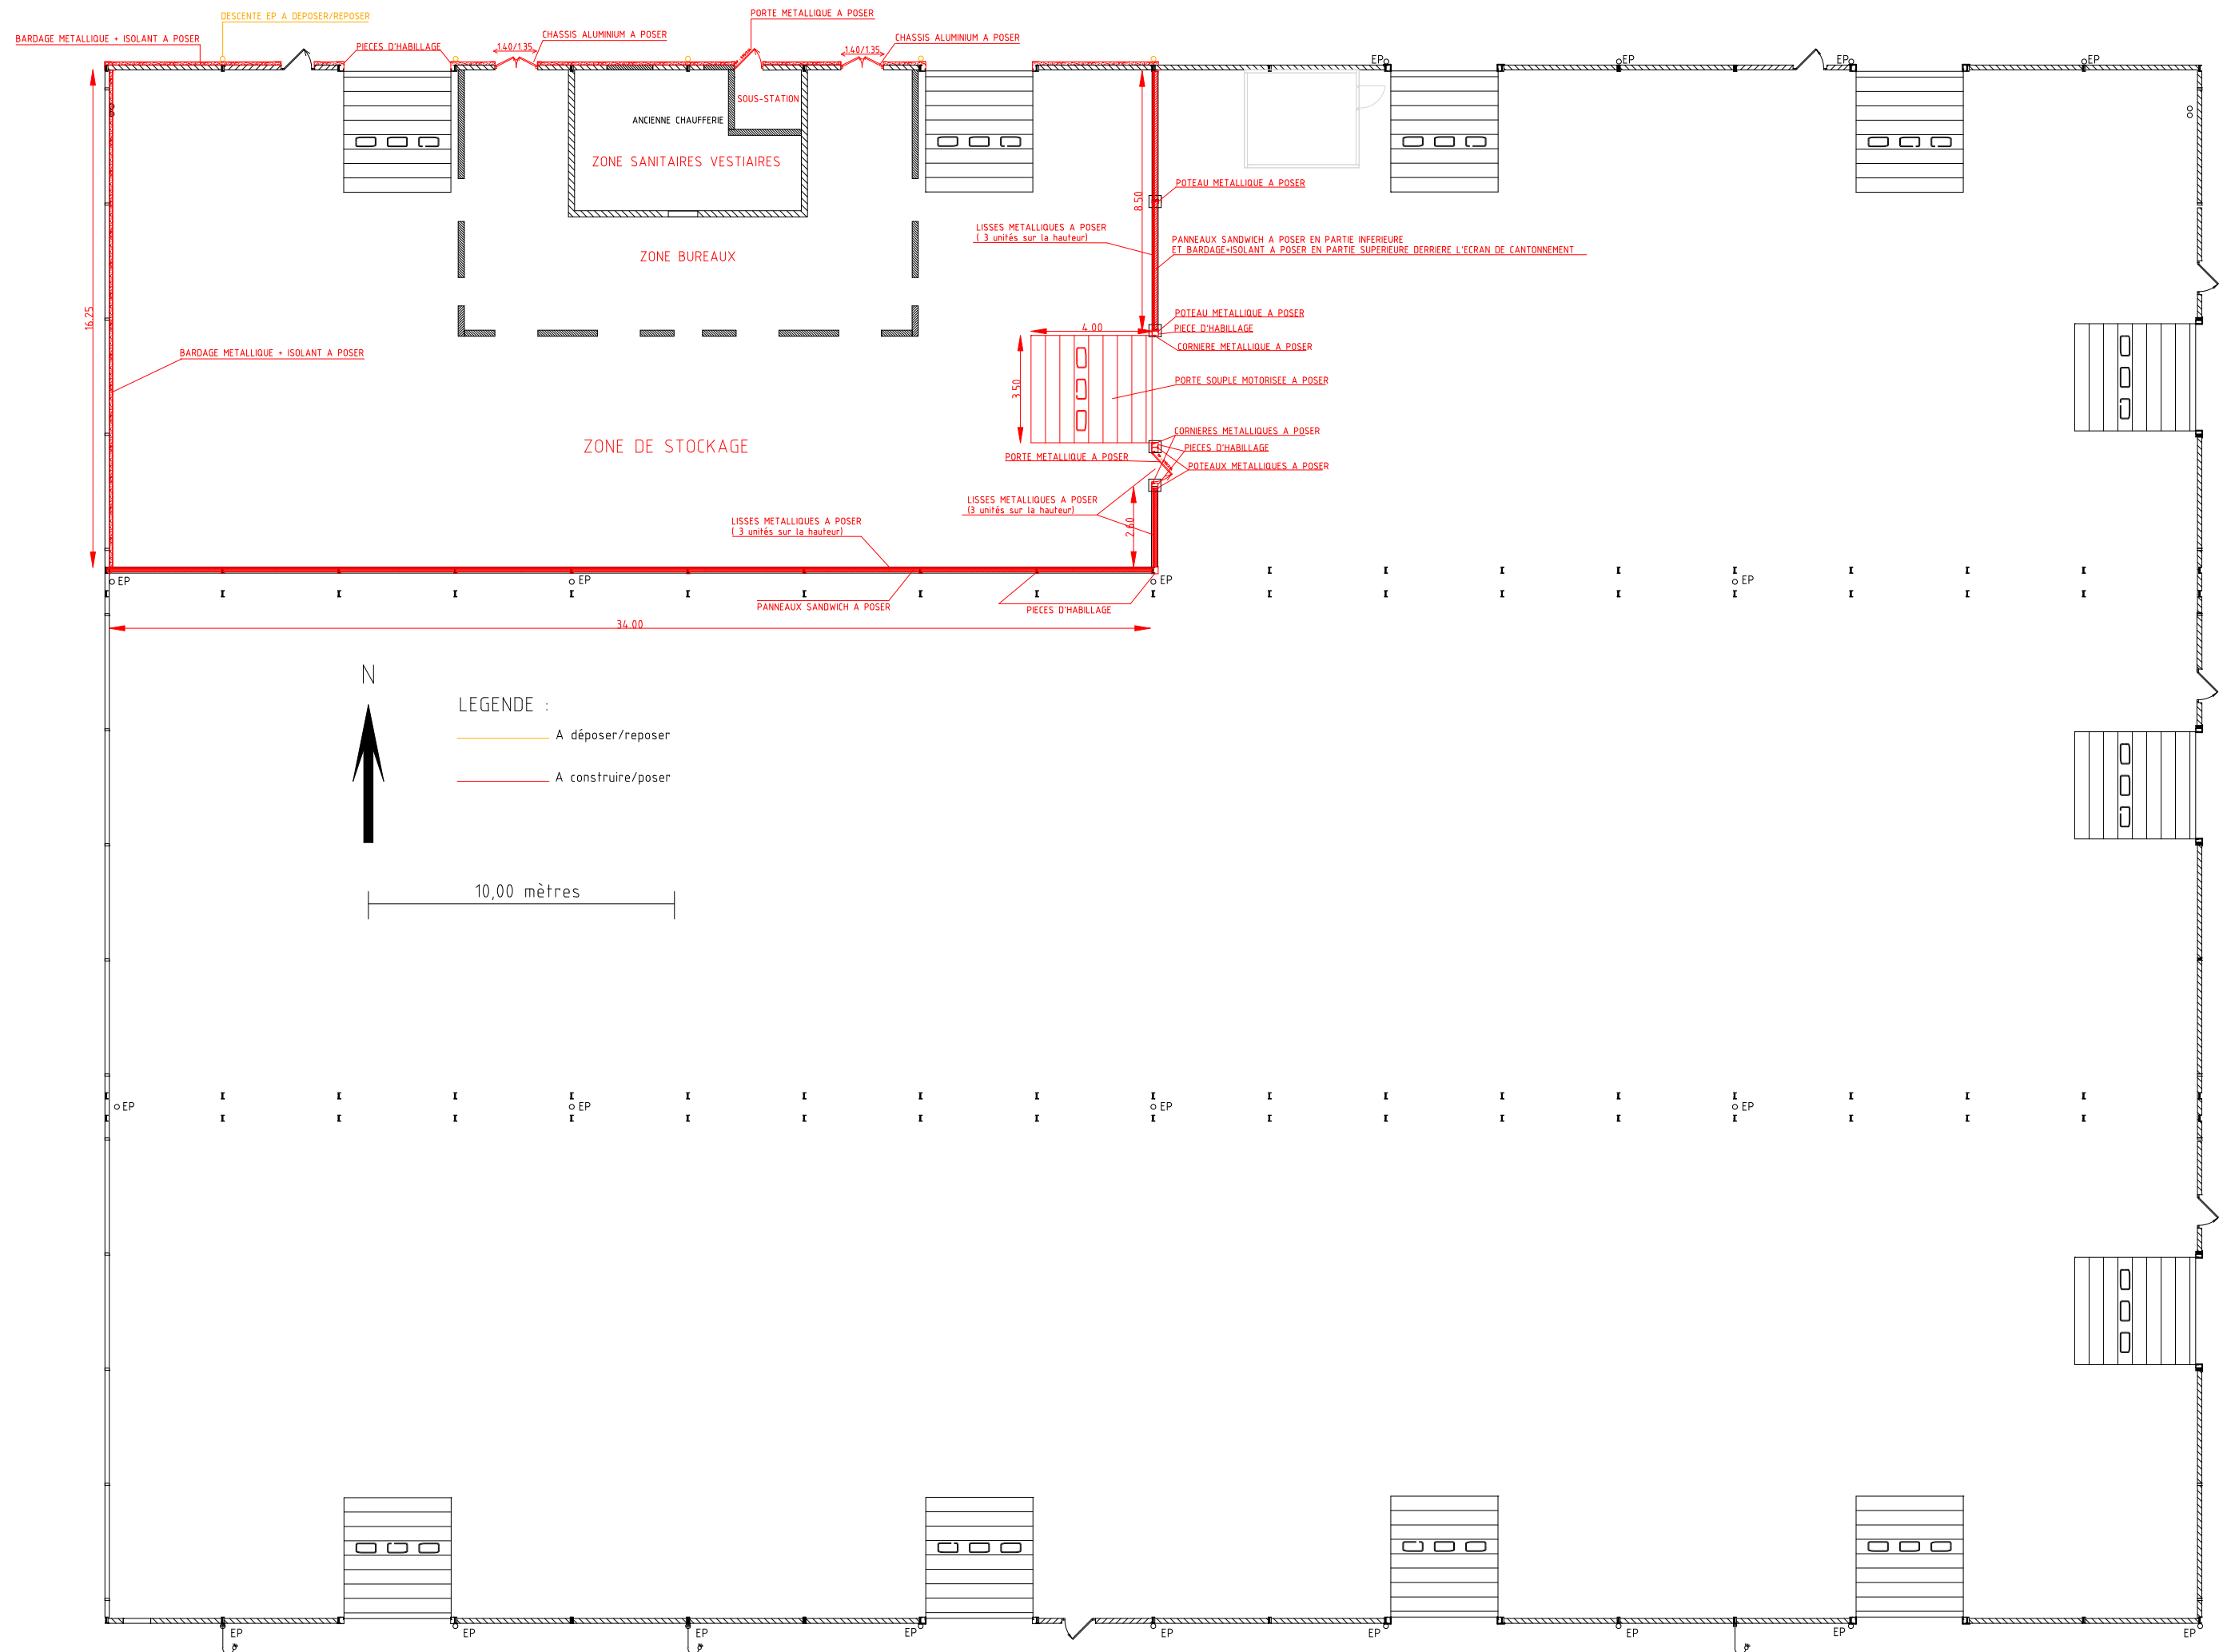 DESCENTE EP A DEPOSER/REPOSER
PORTE METALLIQUE A POSER
BARDAGE METALLIQUE + ISOLANT A POSER
PIECES D'HABILLAGE
1.40/1.35
CHASSIS ALUMINIUM A POSER
1.40/1.35
CHASSIS ALUMINIUM A POSER
EP
EP
EP
EP
SOUS-STATION
ANCIENNE CHAUFFERIE
ZONE SANITAIRES VESTIAIRES
8.50
POTEAU METALLIQUE A POSER
LISSES METALLIQUES A POSER
( 3 unités sur la hauteur)
PANNEAUX SANDWICH A POSER EN PARTIE INFERIEURE
ET BARDAGE+ISOLANT A POSER EN PARTIE SUPERIEURE DERRIERE L'ECRAN DE CANTONNEMENT
ZONE BUREAUX
16.25
POTEAU METALLIQUE A POSER
4.00
PIECE D'HABILLAGE
CORNIERE METALLIQUE A POSER
BARDAGE METALLIQUE + ISOLANT A POSER
3.50
PORTE SOUPLE MOTORISEE A POSER
ZONE DE STOCKAGE
CORNIERES METALLIQUES A POSER
PIECES D'HABILLAGE
PORTE METALLIQUE A POSER
POTEAUX METALLIQUES A POSER
LISSES METALLIQUES A POSER
(3 unités sur la hauteur)
2.60
LISSES METALLIQUES A POSER
( 3 unités sur la hauteur)
EP
EP
EP
EP
PANNEAUX SANDWICH A POSER
PIECES D'HABILLAGE
34.00
N
LEGENDE :
A déposer/reposer
A construire/poser
10,00 mètres
EP
EP
EP
EP
EP
EP
EP
EP
EP
EP
EP
EP